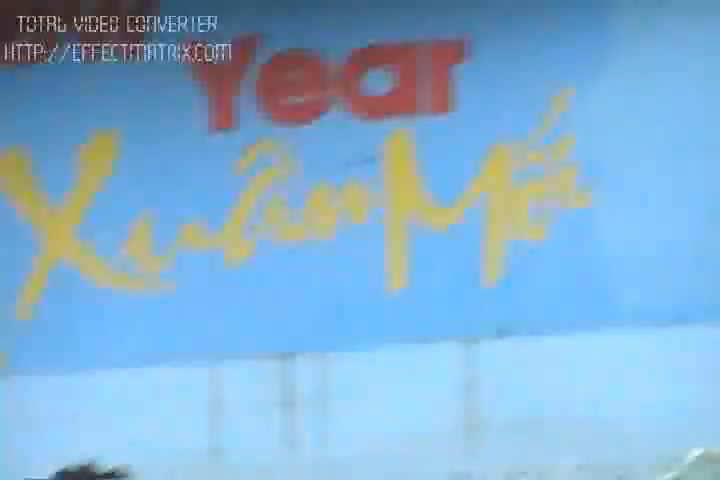 TOTAL VIDEO CONVERTER
HTTP://EFFECTMATRIX.COM
Year
Xuân Mới